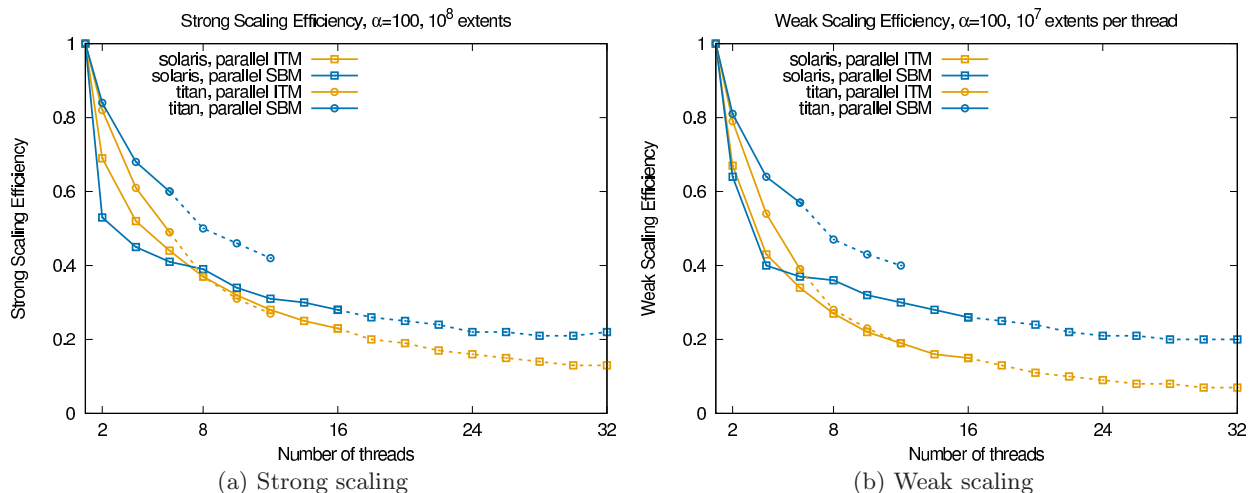 Strong Scaling Efficiency, α=100, 10⁸ extents
1
0.8
0.6
0.4
0.2
0
Strong Scaling Efficiency
solaris, parallel ITM
solaris, parallel SBM
titan, parallel ITM
titan, parallel SBM
2
8
16
24
32
Number of threads
(a) Strong scaling
Weak Scaling Efficiency, α=100, 10⁷ extents per thread
1
0.8
0.6
0.4
0.2
0
Weak Scaling Efficiency
solaris, parallel ITM
solaris, parallel SBM
titan, parallel ITM
titan, parallel SBM
2
8
16
24
32
Number of threads
(b) Weak scaling